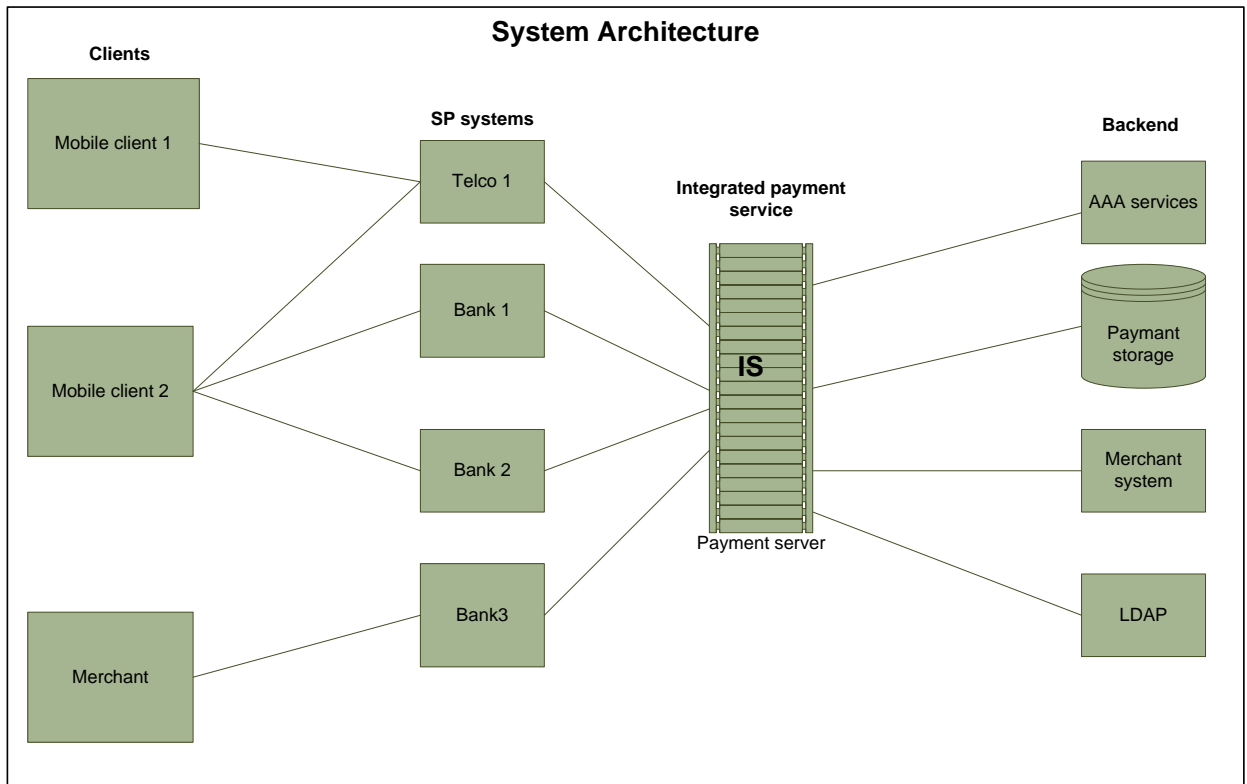 System Architecture
Clients
Mobile client 1
Mobile client 2
Merchant
SP systems
Telco 1
Bank 1
Bank 2
Bank3
Integrated payment
service
IS
Payment server
Backend
AAA services
Paymant
storage
Merchant
system
LDAP